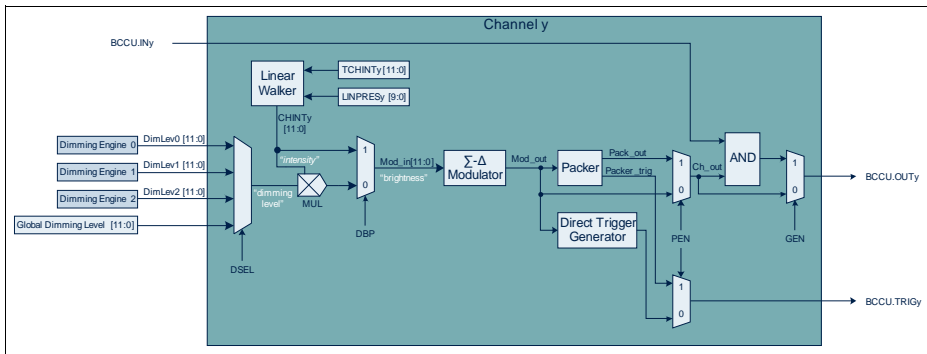 Channel y
BCCU.INy
Linear
Walker
TCHINTy [11:0]
LINPRESy [9:0]
CHINTy
[11:0]
Dimming Engine 0
DimLev0 [11:0]
Dimming Engine 1
DimLev1 [11:0]
Dimming Engine 2
DimLev2 [11:0]
Global Dimming Level [11:0]
DSEL
"intensity"
"dimming
level"
MUL
1
0
DBP
Mod_in[11:0]
"brightness"
∑-Δ
Modulator
Mod_out
Packer
Pack_out
Packer_trig
Direct Trigger
Generator
1
0
PEN
Ch_out
AND
1
0
GEN
BCCU.OUTy
1
0
BCCU.TRIGy